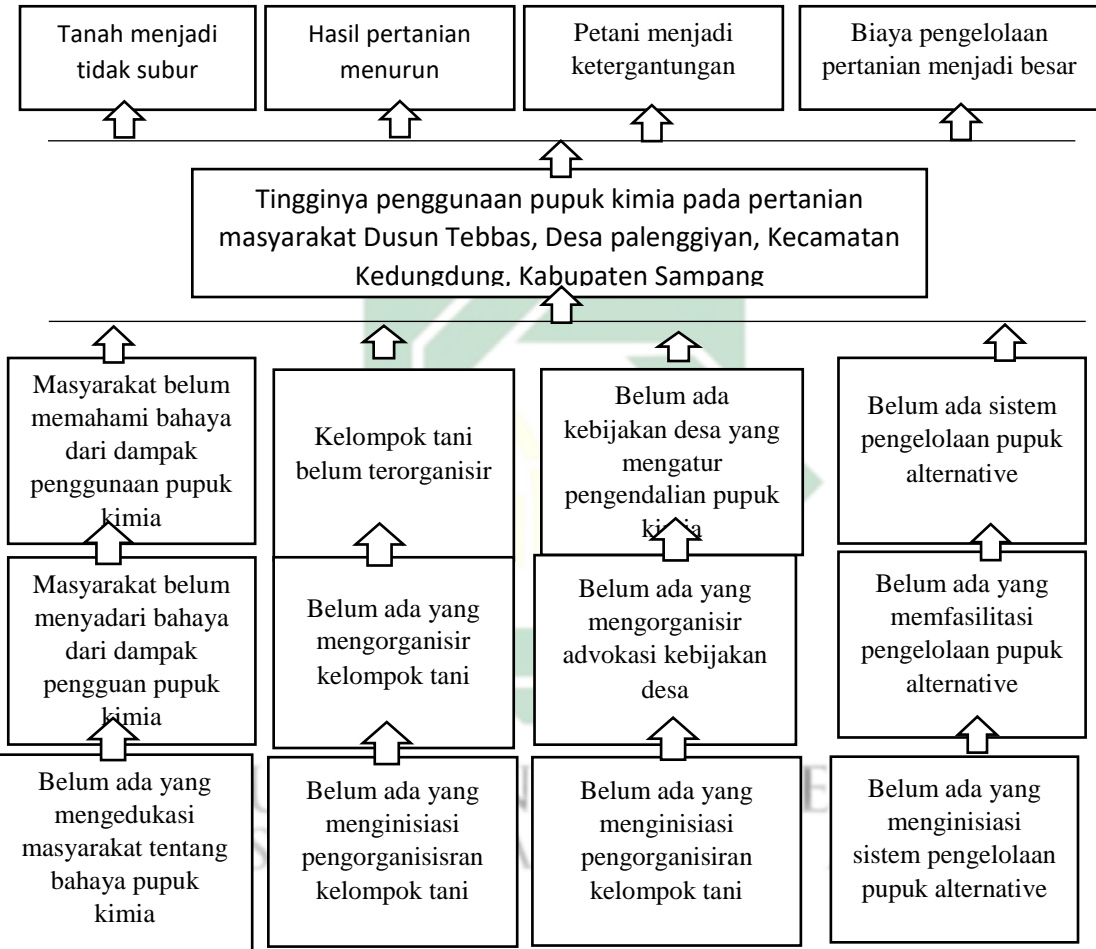 Tanah menjadi
tidak subur
Hasil pertanian
menurun
Petani menjadi
ketergantungan
Biaya pengelolaan
pertanian menjadi besar
Tingginya penggunaan pupuk kimia pada pertanian
masyarakat Dusun Tebbas, Desa palenggiyan, Kecamatan
Kedungdung, Kabupaten Sampang
Masyarakat belum
memahami bahaya
dari dampak
penggunaan pupuk
kimia
Kelompok tani
belum terorganisir
Belum ada
kebijakan desa yang
mengatur
pengendalian pupuk
kimia
Belum ada sistem
pengelolaan pupuk
alternative
Masyarakat belum
menyadari bahaya
dari dampak
pengguan pupuk
kimia
Belum ada yang
mengorganisir
kelompok tani
Belum ada yang
mengorganisir
advokasi kebijakan
desa
Belum ada yang
memfasilitasi
pengelolaan pupuk
alternative
Belum ada yang
mengedukasi
masyarakat tentang
bahaya pupuk
kimia
Belum ada yang
menginisiasi
pengorganisisran
kelompok tani
Belum ada yang
menginisiasi
pengorganisiran
kelompok tani
Belum ada yang
menginisiasi
sistem pengelolaan
pupuk alternative